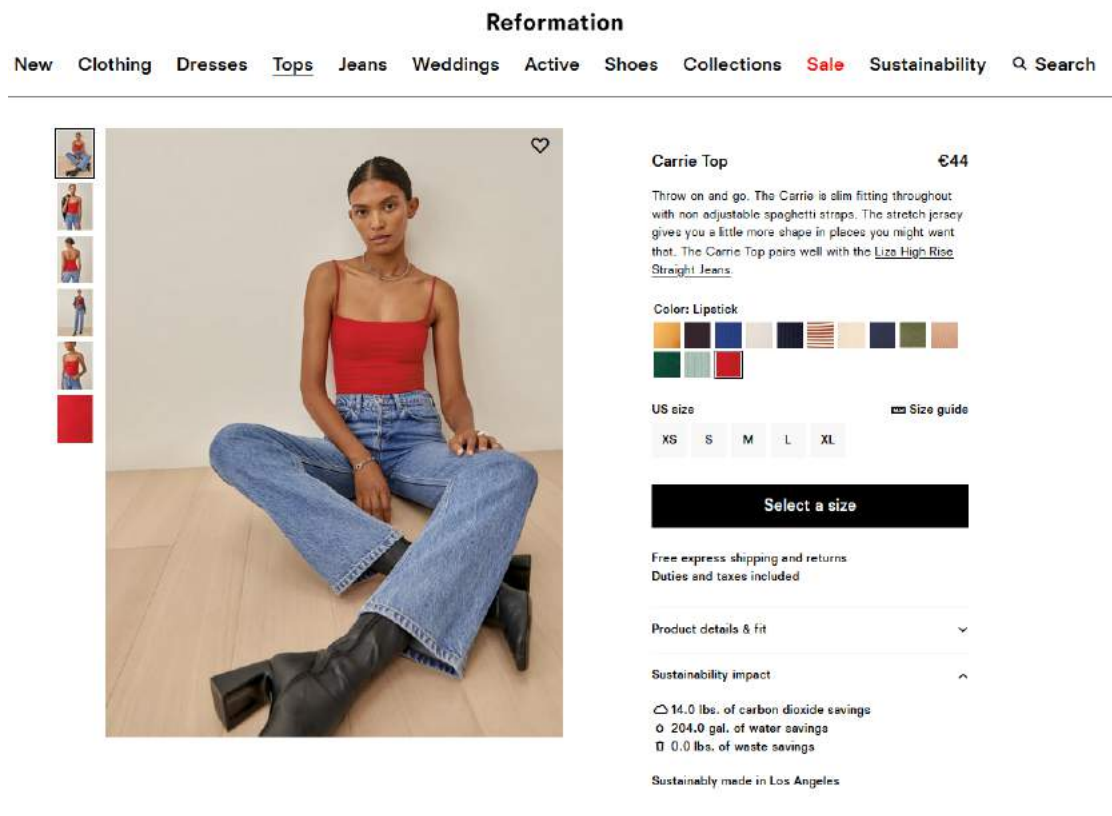 Reformation
New Clothing Dresses Tops Jeans Weddings Active Shoes Collections Sale Sustainability Search
Carrie Top €44
Throw on and go. The Carrie is slim fitting throughout
with non adjustable spaghetti straps. The stretch jersey
gives you a little more shape in places you might want
that. The Carrie Top pairs well with the Liza High Rise
Straight Jeans.
Color: Lipstick
US size Size guide
XS S M L XL
Select a size
Free express shipping and returns
Duties and taxes included
Product details & fit
Sustainability impact
14.0 lbs. of carbon dioxide savings
204.0 gal. of water savings
0.0 lbs. of waste savings
Sustainably made in Los Angeles